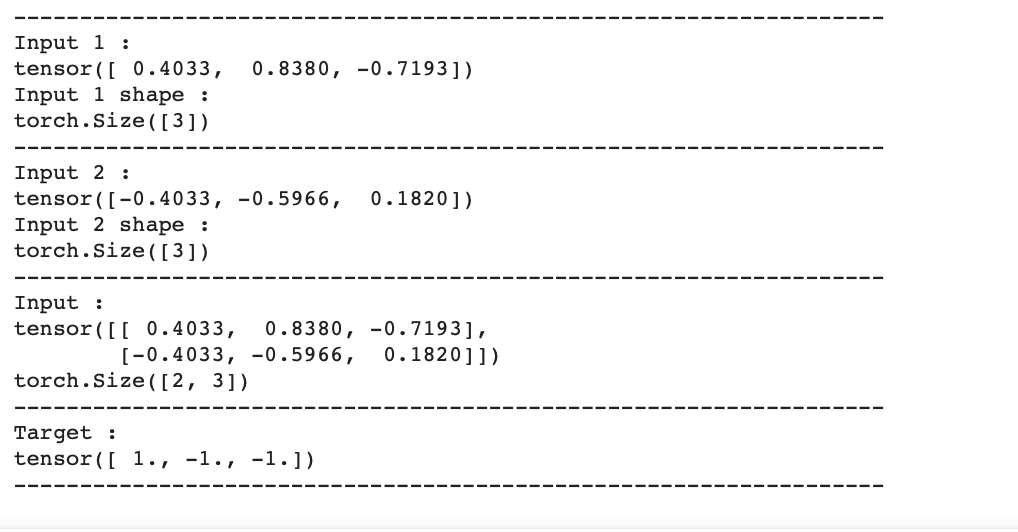 -------------------------------------------------------------------
Input 1 :
tensor([ 0.4033,  0.8380, -0.7193])
Input 1 shape :
torch.Size([3])
-------------------------------------------------------------------
Input 2 :
tensor([-0.4033, -0.5966,  0.1820])
Input 2 shape :
torch.Size([3])
-------------------------------------------------------------------
Input :
tensor([[ 0.4033,  0.8380, -0.7193],
        [-0.4033, -0.5966,  0.1820]])
torch.Size([2, 3])
-------------------------------------------------------------------
Target :
tensor([ 1., -1., -1.])
-------------------------------------------------------------------